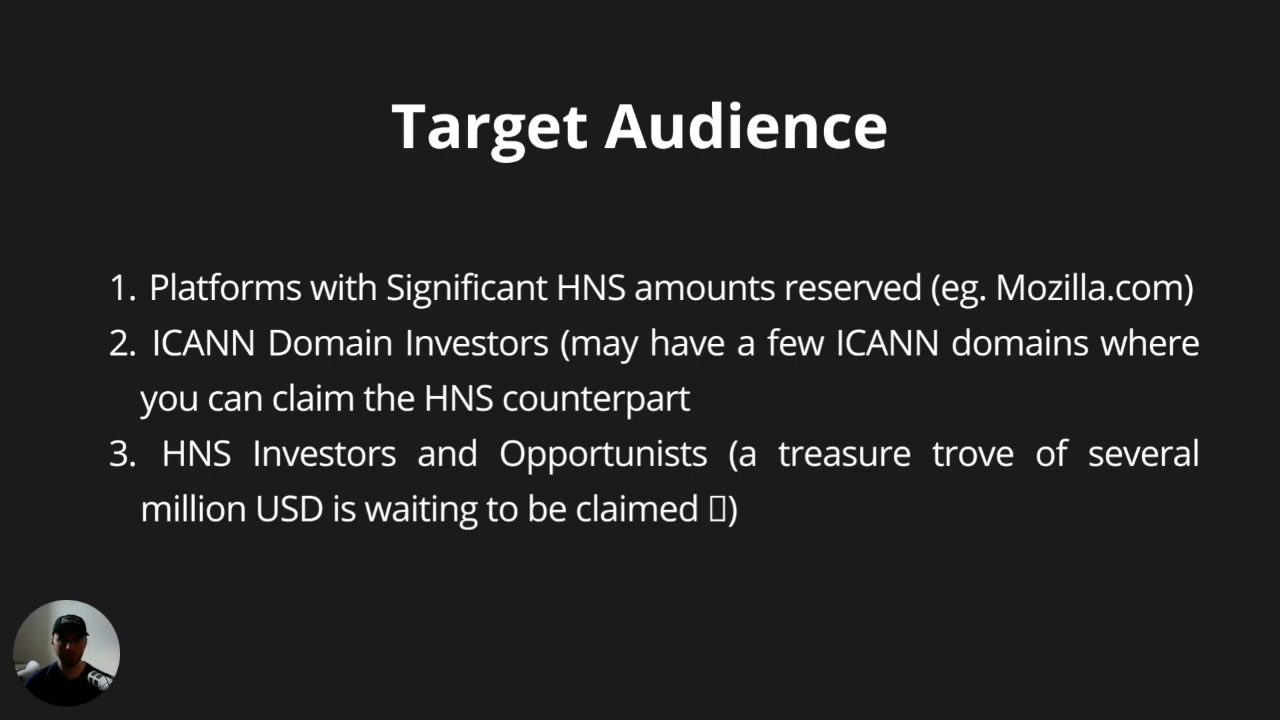 Target Audience
1. Platforms with Significant HNS amounts reserved (eg. Mozilla.com)
2. ICANN Domain Investors (may have a few ICANN domains where
you can claim the HNS counterpart
3. HNS Investors and Opportunists (a treasure trove of several
million USD is waiting to be claimed ▯)